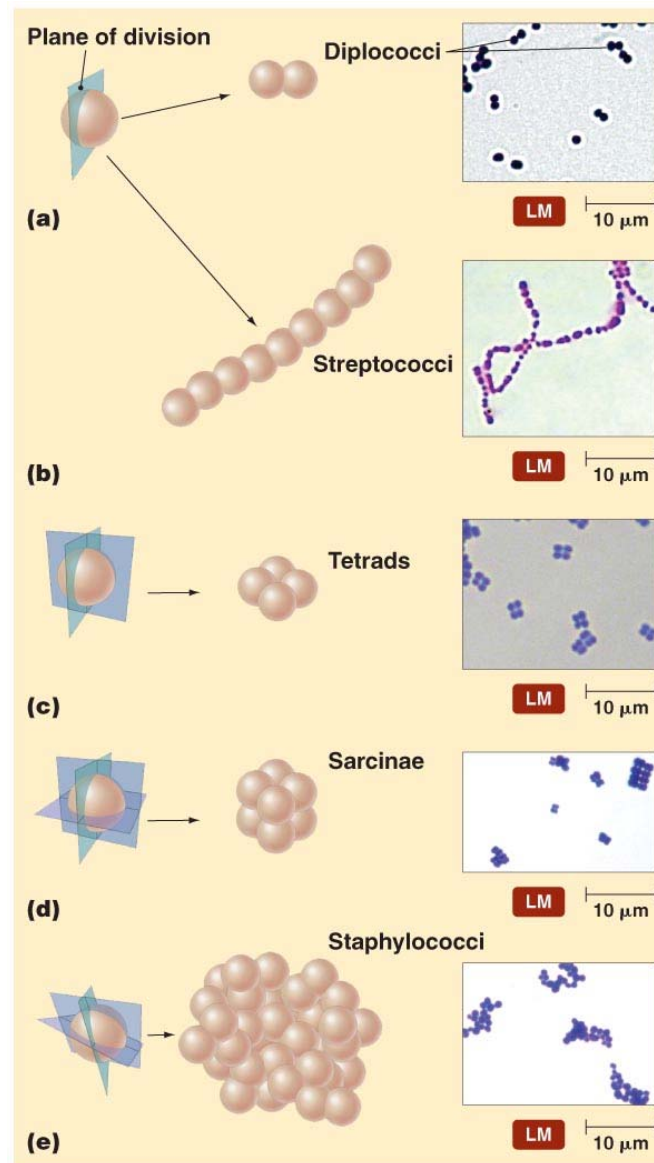 Plane of division
Diplococci
(a)
LM
10 μm
Streptococci
(b)
LM
10 μm
Tetrads
(c)
LM
10 μm
Sarcinae
(d)
LM
10 μm
Staphylococci
(e)
LM
10 μm